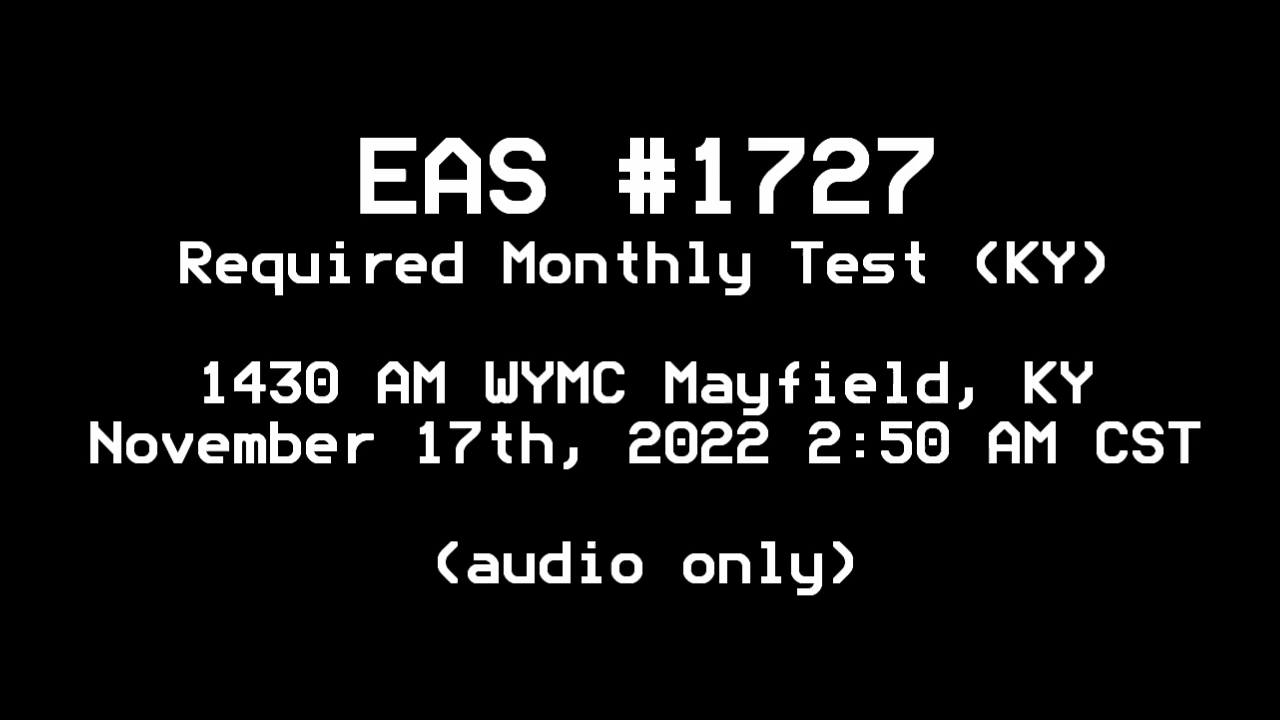 EAS #1727
Required Monthly Test (KY)
1430 AM WYMC Mayfield, KY
November 17th, 2022 2:50 AM CST
(audio only)